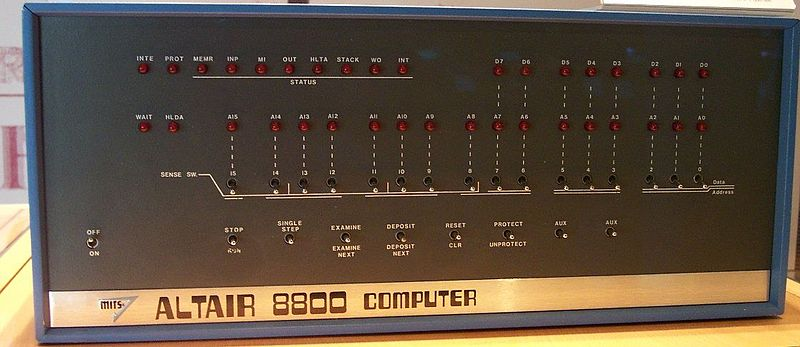 INTE PROT MEMR INP MI OUT HLTA STACK WO INT D7 D6 D5 D4 D3 D2 D1 D0
STATUS
WAIT HLDA A15 A14 A13 A12 A11 A10 A9 A8 A7 A6 A5 A4 A3 A2 A1 A0
SENSE SW. 15 14 13 12 11 10 9 8 7 6 5 4 3 2 1 0
Data
Address
OFF STOP SINGLE STEP EXAMINE DEPOSIT RESET PROTECT AUX AUX
ON RUN EXAMINE NEXT DEPOSIT NEXT CLR UNPROTECT
mits ALTAIR 8800 COMPUTER